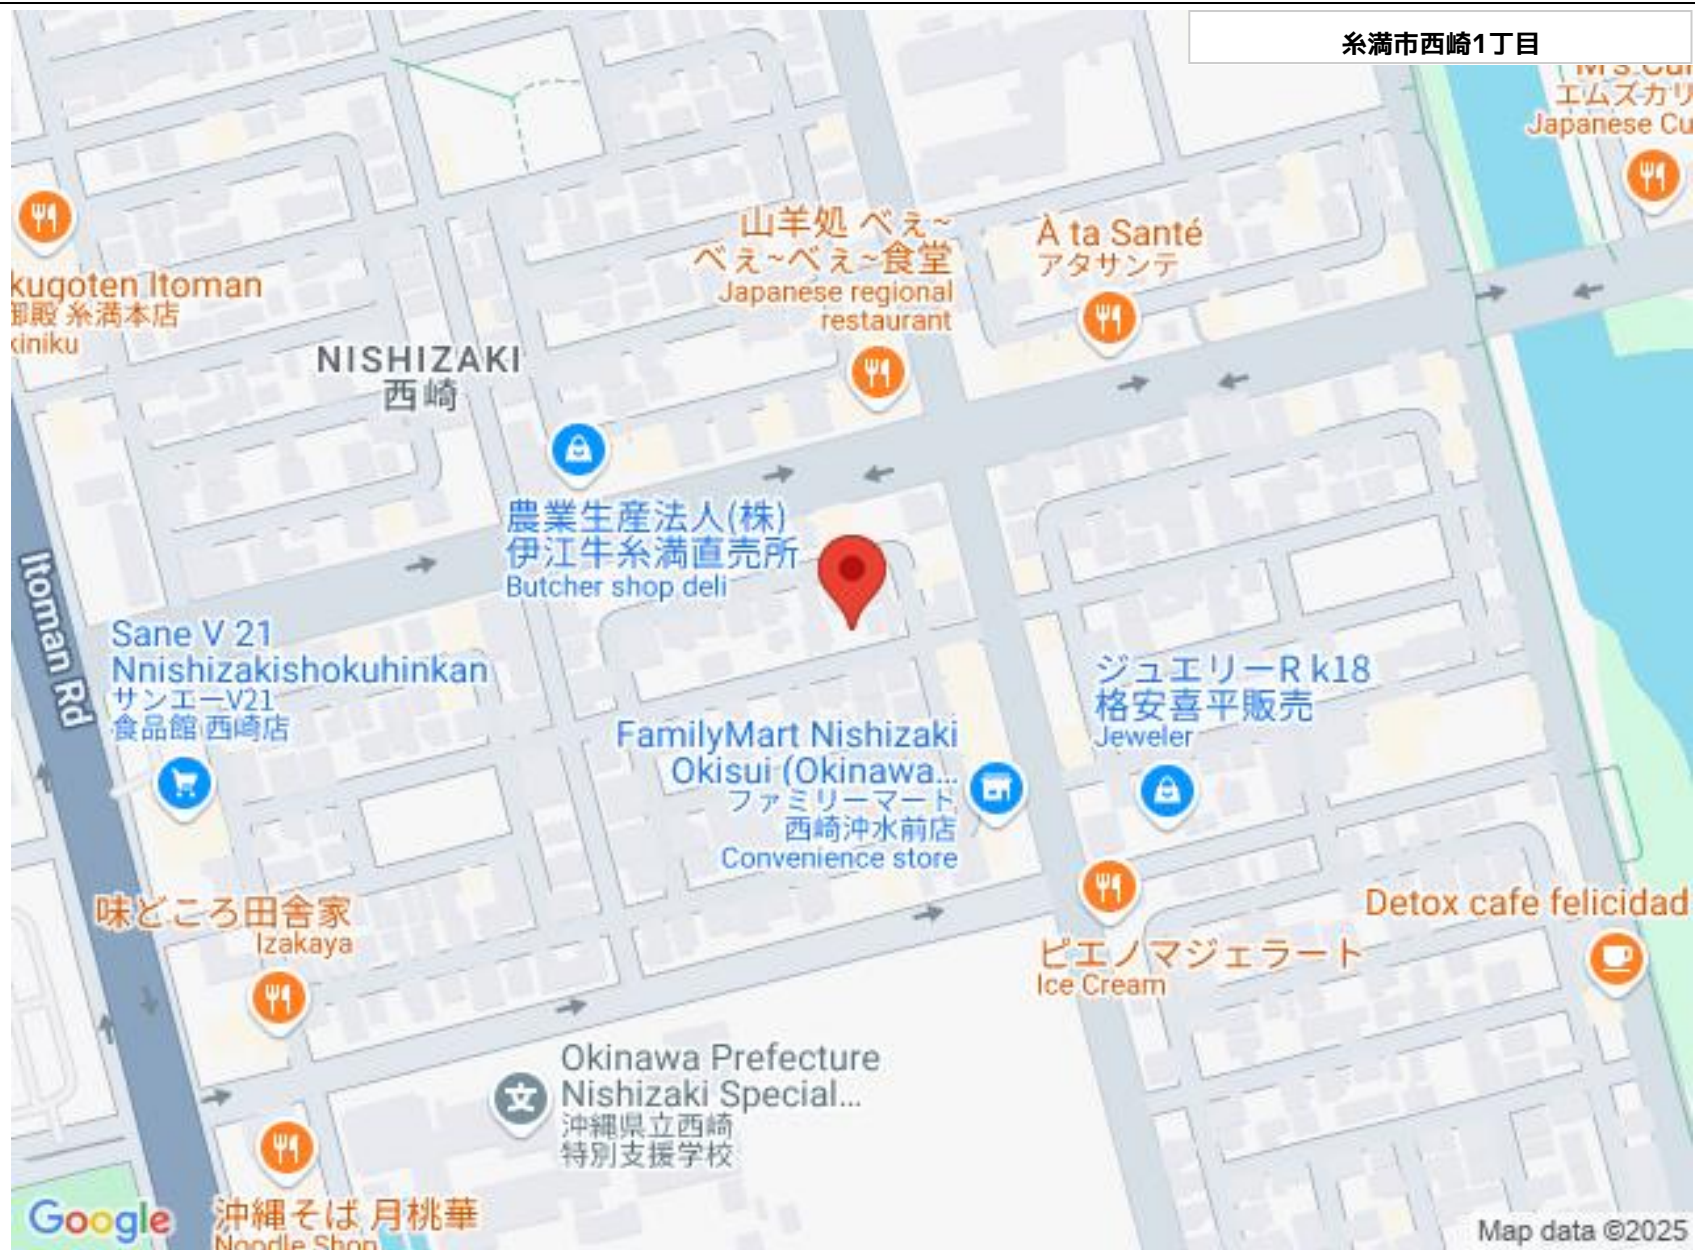 糸満市西崎1丁目
エムズカリ
Japanese Cu
山羊処 べぇ~
べぇ~べぇ~食堂
Japanese regional
restaurant
À ta Santé
アタサンテ
kugoten Itoman
御殿 糸満本店
kiniku
NISHIZAKI
西崎
農業生産法人(株)
伊江牛糸満直売所
Butcher shop deli
Itoman Rd
Sane V 21
Nnishizakishokuhinkan
サンエーV21
食品館 西崎店
ジュエリーR k18
格安喜平販売
Jeweler
FamilyMart Nishizaki
Okisui (Okinawa...
ファミリーマート
西崎沖水前店
Convenience store
味どころ田舎家
Izakaya
Detox cafe felicidad
ピエノマジェラート
Ice Cream
Okinawa Prefecture
Nishizaki Special...
沖縄県立西崎
特別支援学校
沖縄そば 月桃華
Noodle Shop
Google
Map data ©2025